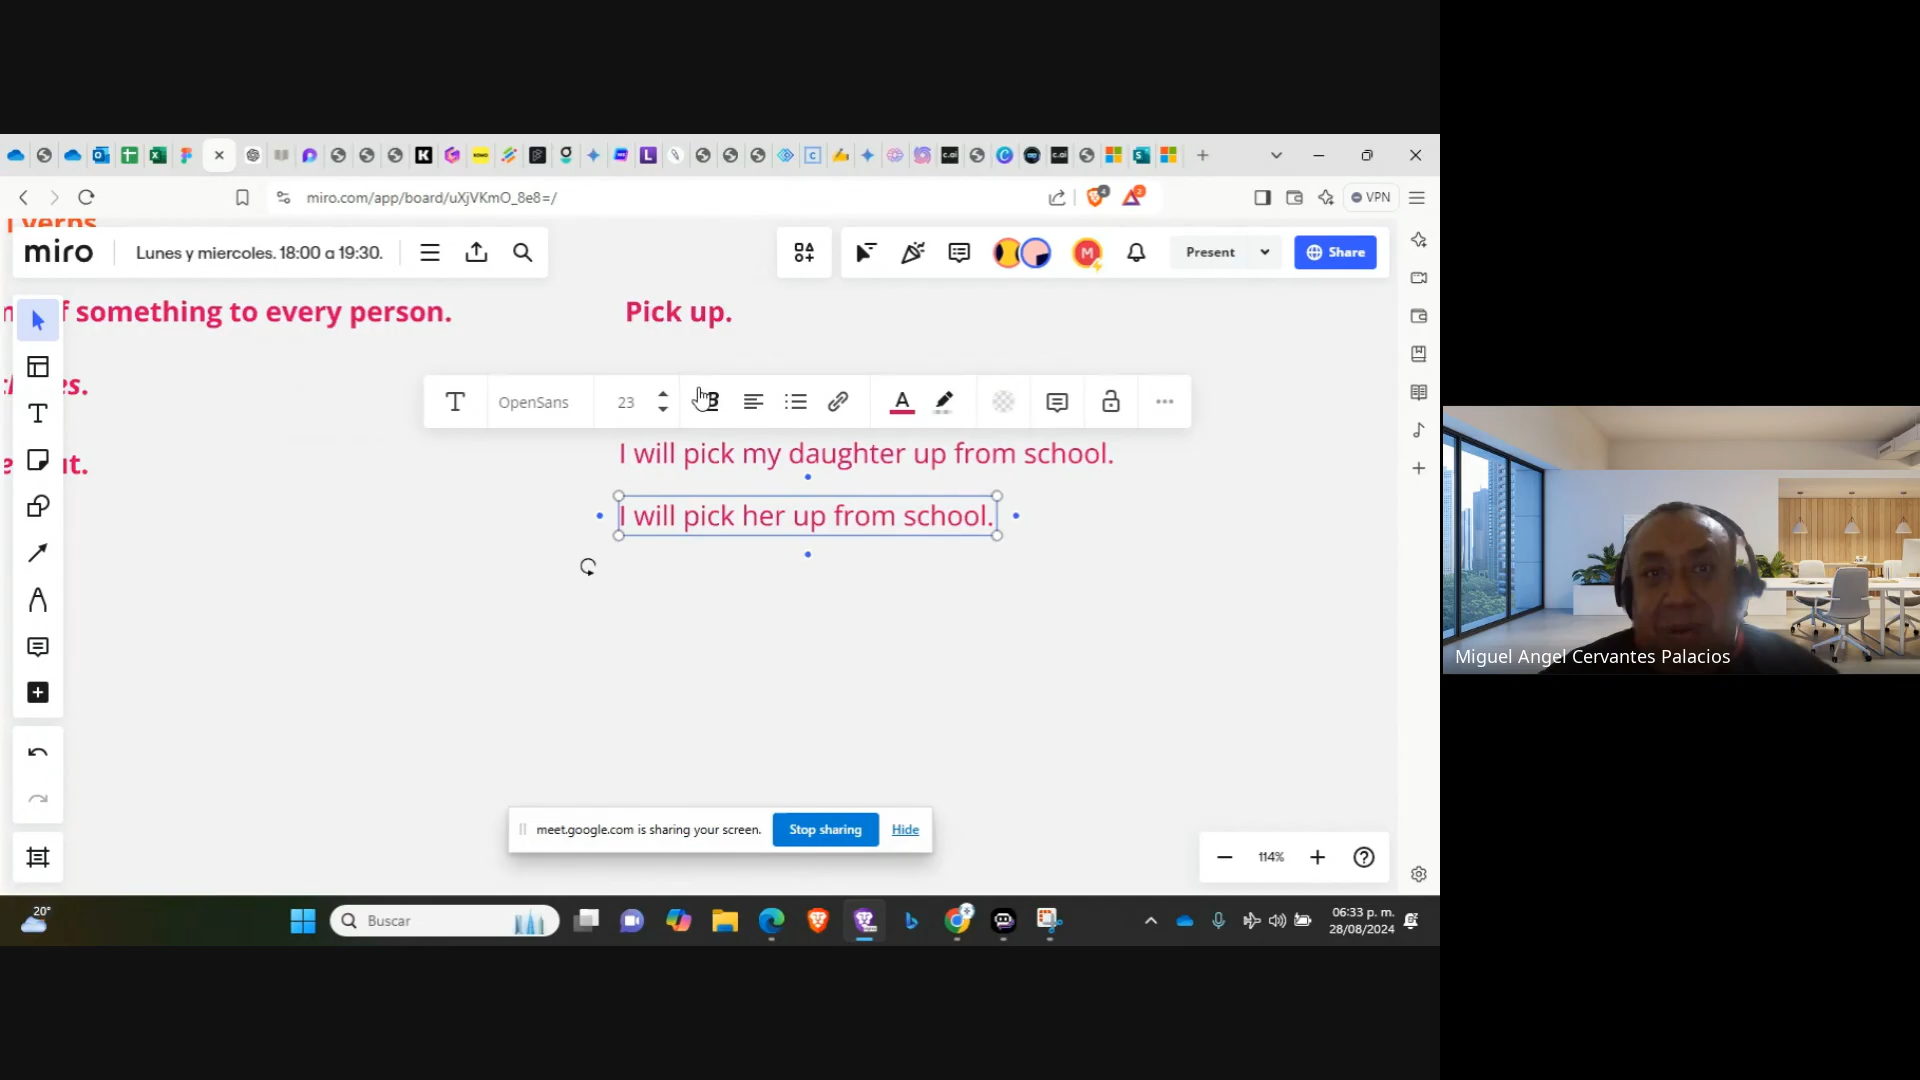 miro.com/app/board/uXjVKmO_8e8=/
VPN
l verbs
miro
Lunes y miercoles. 18:00 a 19:30.
M
Present
Share
f something to every person.
Pick up.
es.
OpenSans
23
B
A
I will pick my daughter up from school.
t.
I will pick her up from school.
Miguel Angel Cervantes Palacios
meet.google.com is sharing your screen.
Stop sharing
Hide
114%
20°
Buscar
06:33 p. m.
28/08/2024